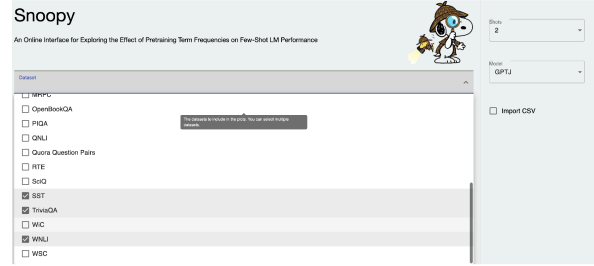 Snoopy
An Online Interface for Exploring the Effect of Pretraining Term Frequencies on Few-Shot LM Performance
Shots
2
Model
GPTJ
Import CSV
Dataset
MRPC
OpenBookQA
The datasets to include in the plots. You can select multiple
datasets.
PIQA
QNLI
Quora Question Pairs
RTE
SciQ
SST
TriviaQA
WiC
WNLI
WSC